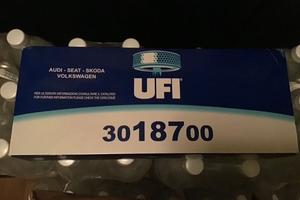 AUDI - SEAT - SKODA
VOLKSWAGEN
PER ULTERIORI INFORMAZIONI CONSULTARE IL CATALOGO
FOR FURTHER INFORMATION PLEASE CHECK THE CATALOGUE
UFI
3018700